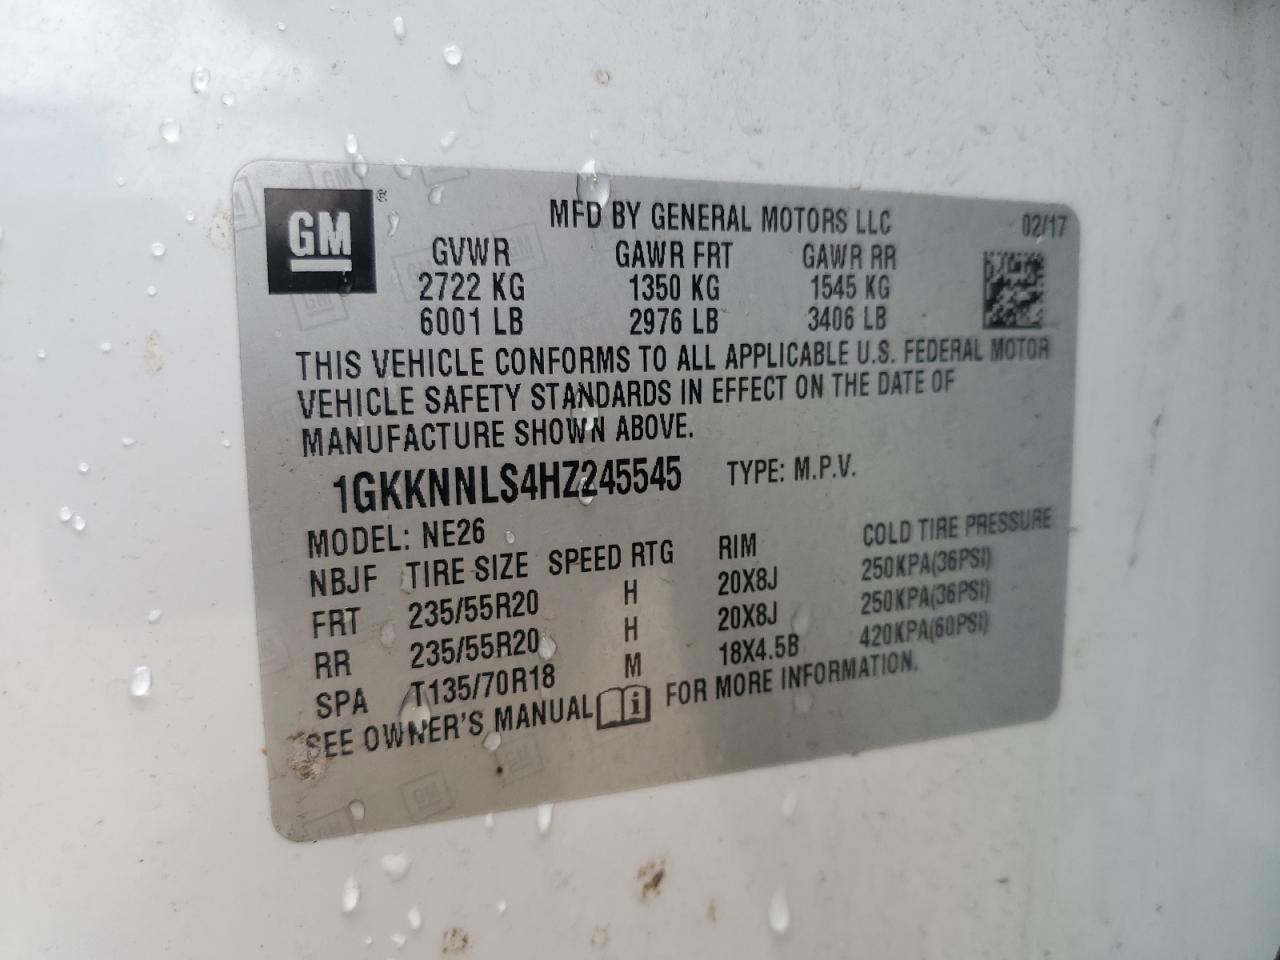 GM ®
MFD BY GENERAL MOTORS LLC 02/17
GVWR GAWR FRT GAWR RR
2722 KG 1350 KG 1545 KG
6001 LB 2976 LB 3406 LB
THIS VEHICLE CONFORMS TO ALL APPLICABLE U.S. FEDERAL MOTOR
VEHICLE SAFETY STANDARDS IN EFFECT ON THE DATE OF
MANUFACTURE SHOWN ABOVE.
1GKKNNLS4HZ245545 TYPE: M.P.V.
MODEL: NE26
NBJF TIRE SIZE SPEED RTG RIM COLD TIRE PRESSURE
FRT 235/55R20 H 20X8J 250KPA(36PSI)
RR 235/55R20 H 20X8J 250KPA(36PSI)
SPA T135/70R18 M 18X4.5B 420KPA(60PSI)
SEE OWNER'S MANUAL i FOR MORE INFORMATION.